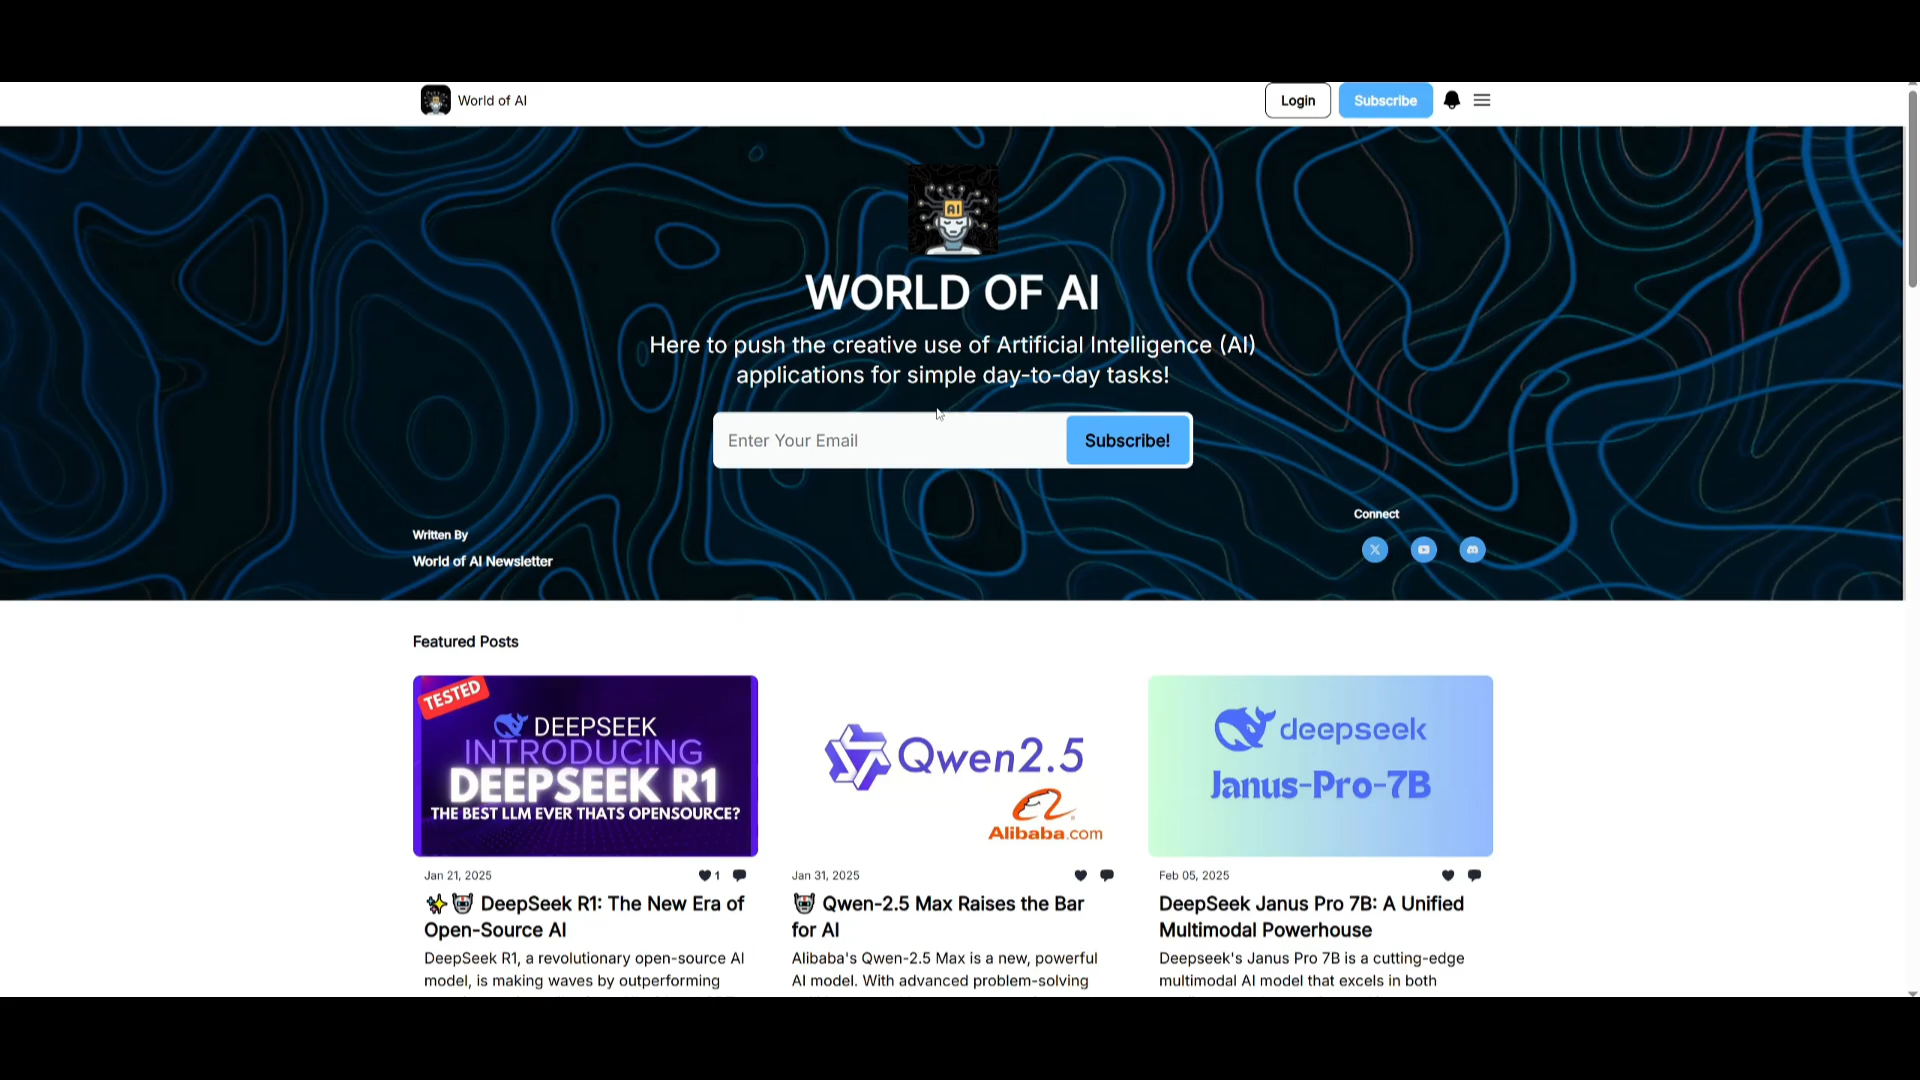 World of AI
Login
Subscribe
AI
WORLD OF AI
Here to push the creative use of Artificial Intelligence (AI)
applications for simple day-to-day tasks!
Enter Your Email
Subscribe!
Written By
World of AI Newsletter
Connect
Featured Posts
TESTED
DEEPSEEK
INTRODUCING
DEEPSEEK R1
THE BEST LLM EVER THATS OPENSOURCE?
Jan 21, 2025
1
DeepSeek R1: The New Era of
Open-Source AI
DeepSeek R1, a revolutionary open-source AI
model, is making waves by outperforming
Qwen2.5
Alibaba.com
Jan 31, 2025
Qwen-2.5 Max Raises the Bar
for AI
Alibaba's Qwen-2.5 Max is a new, powerful
AI model. With advanced problem-solving
deepseek
Janus-Pro-7B
Feb 05, 2025
DeepSeek Janus Pro 7B: A Unified
Multimodal Powerhouse
Deepseek's Janus Pro 7B is a cutting-edge
multimodal AI model that excels in both